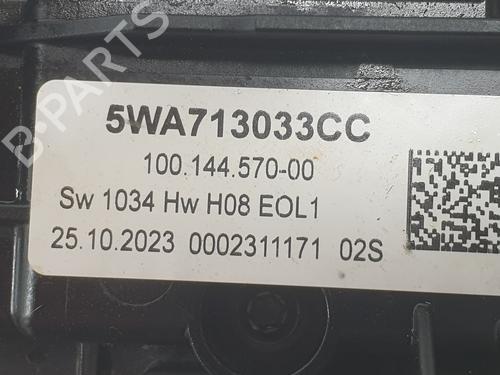 B-PARTS
5WA713033CC
100.144.570-00
Sw 1034 Hw H08 EOL1
25.10.2023 0002311171 02S